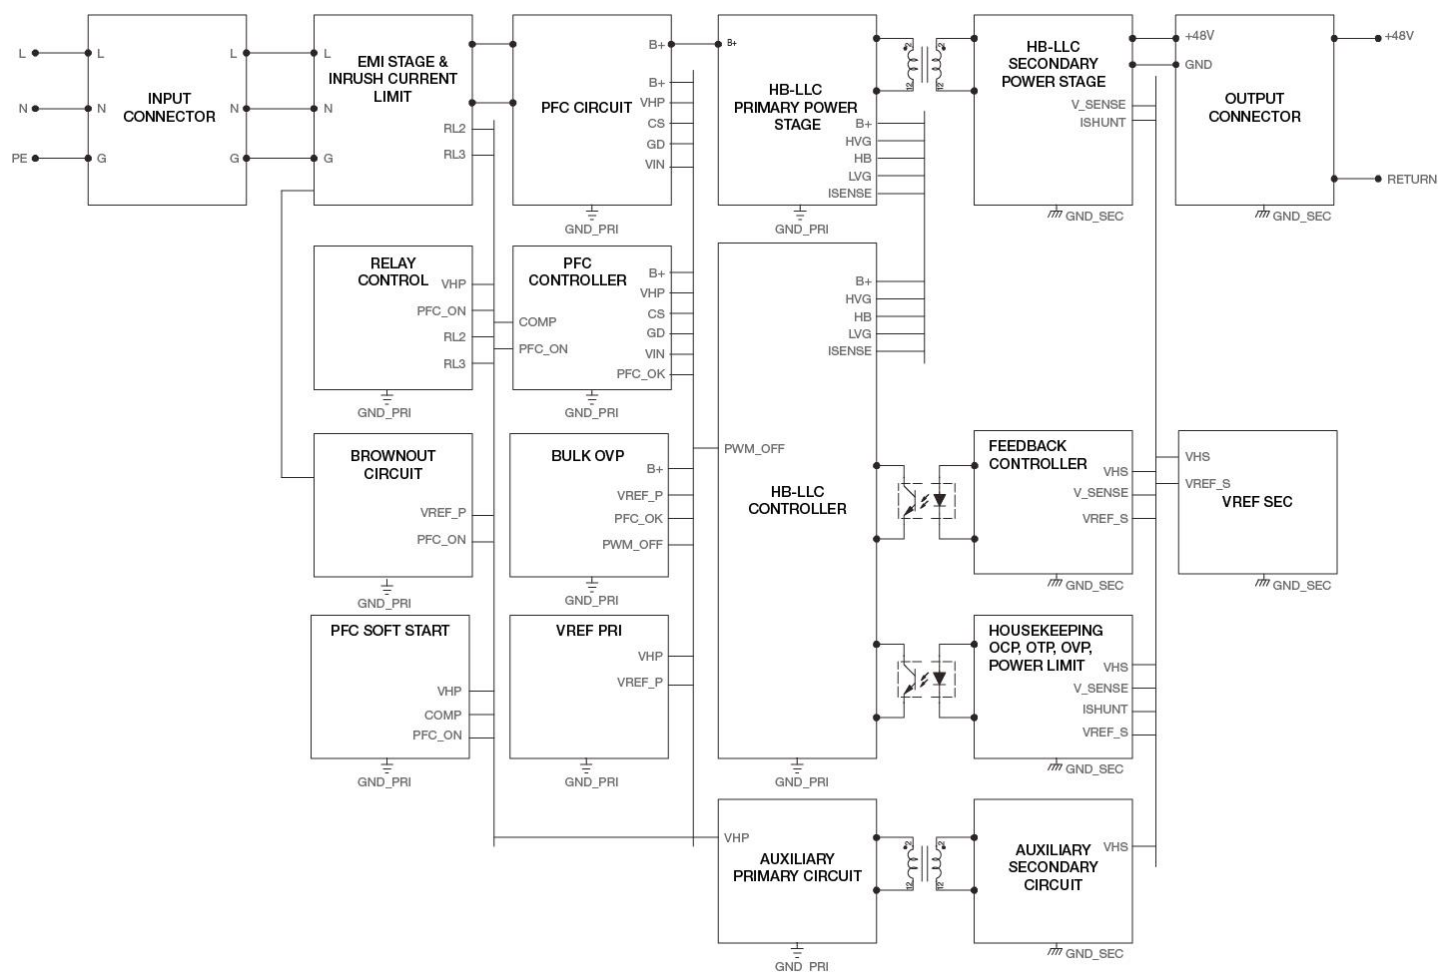 L
N
PE
L
N
G
INPUT
CONNECTOR
L
N
G
L
N
G
EMI STAGE &
INRUSH CURRENT
LIMIT
RL2
RL3
PFC CIRCUIT
B+
B+
VHP
CS
GD
VIN
GND_PRI
B+
HB-LLC
PRIMARY POWER
STAGE
B+
HVG
HB
LVG
ISENSE
GND_PRI
2
12
2
12
HB-LLC
SECONDARY
POWER STAGE
V_SENSE
ISHUNT
GND_SEC
+48V
GND
OUTPUT
CONNECTOR
GND_SEC
+48V
RETURN
RELAY
CONTROL
VHP
PFC_ON
RL2
RL3
GND_PRI
PFC
CONTROLLER
COMP
PFC_ON
B+
VHP
CS
GD
VIN
PFC_OK
GND_PRI
B+
HVG
HB
LVG
ISENSE
PWM_OFF
HB-LLC
CONTROLLER
GND_PRI
BROWNOUT
CIRCUIT
VREF_P
PFC_ON
GND_PRI
BULK OVP
B+
VREF_P
PFC_OK
PWM_OFF
GND_PRI
FEEDBACK
CONTROLLER
VHS
V_SENSE
VREF_S
GND_SEC
VHS
VREF_S
VREF SEC
GND_SEC
PFC SOFT START
VHP
COMP
PFC_ON
GND_PRI
VREF PRI
VHP
VREF_P
GND_PRI
HOUSEKEEPING
OCP, OTP, OVP,
POWER LIMIT
VHS
V_SENSE
ISHUNT
VREF_S
GND_SEC
VHP
AUXILIARY
PRIMARY CIRCUIT
GND_PRI
2
12
2
12
AUXILIARY
SECONDARY
CIRCUIT
VHS
GND_SEC